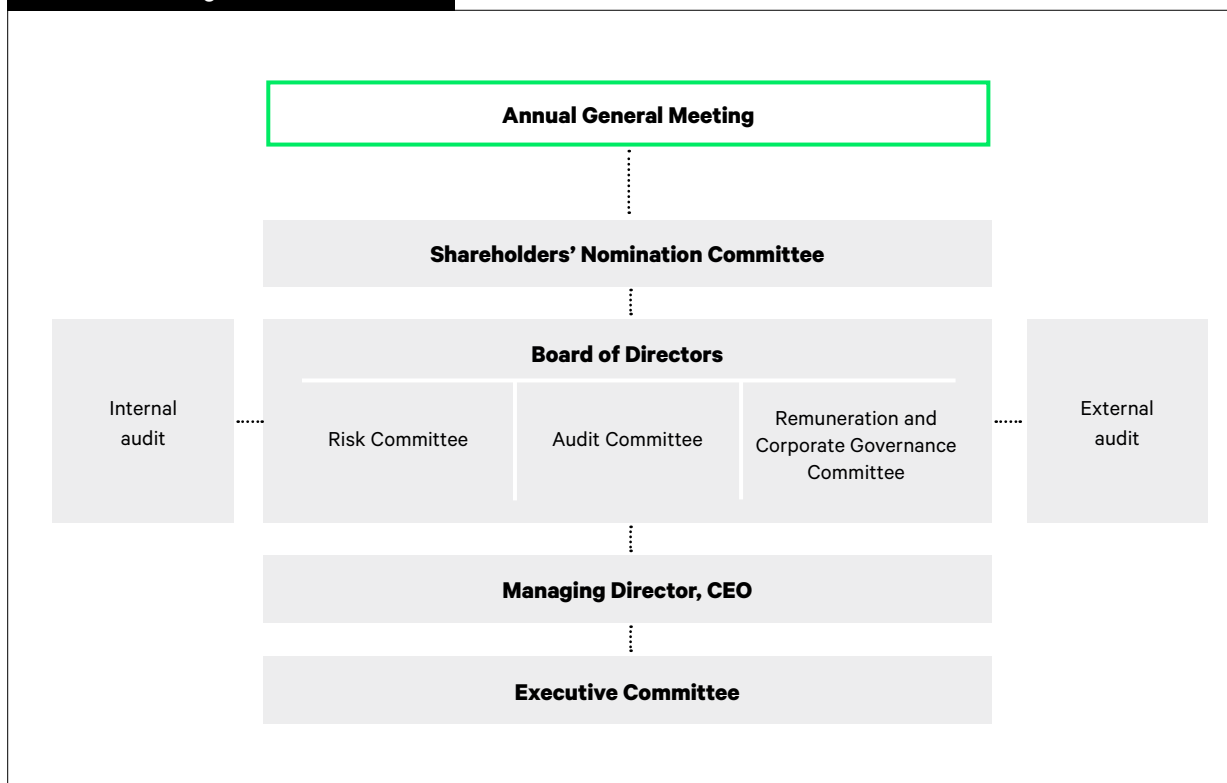 Annual General Meeting
Shareholders’ Nomination Committee
Board of Directors
Internal
audit
Risk Committee
Audit Committee
Remuneration and
Corporate Governance
Committee
External
audit
Managing Director, CEO
Executive Committee